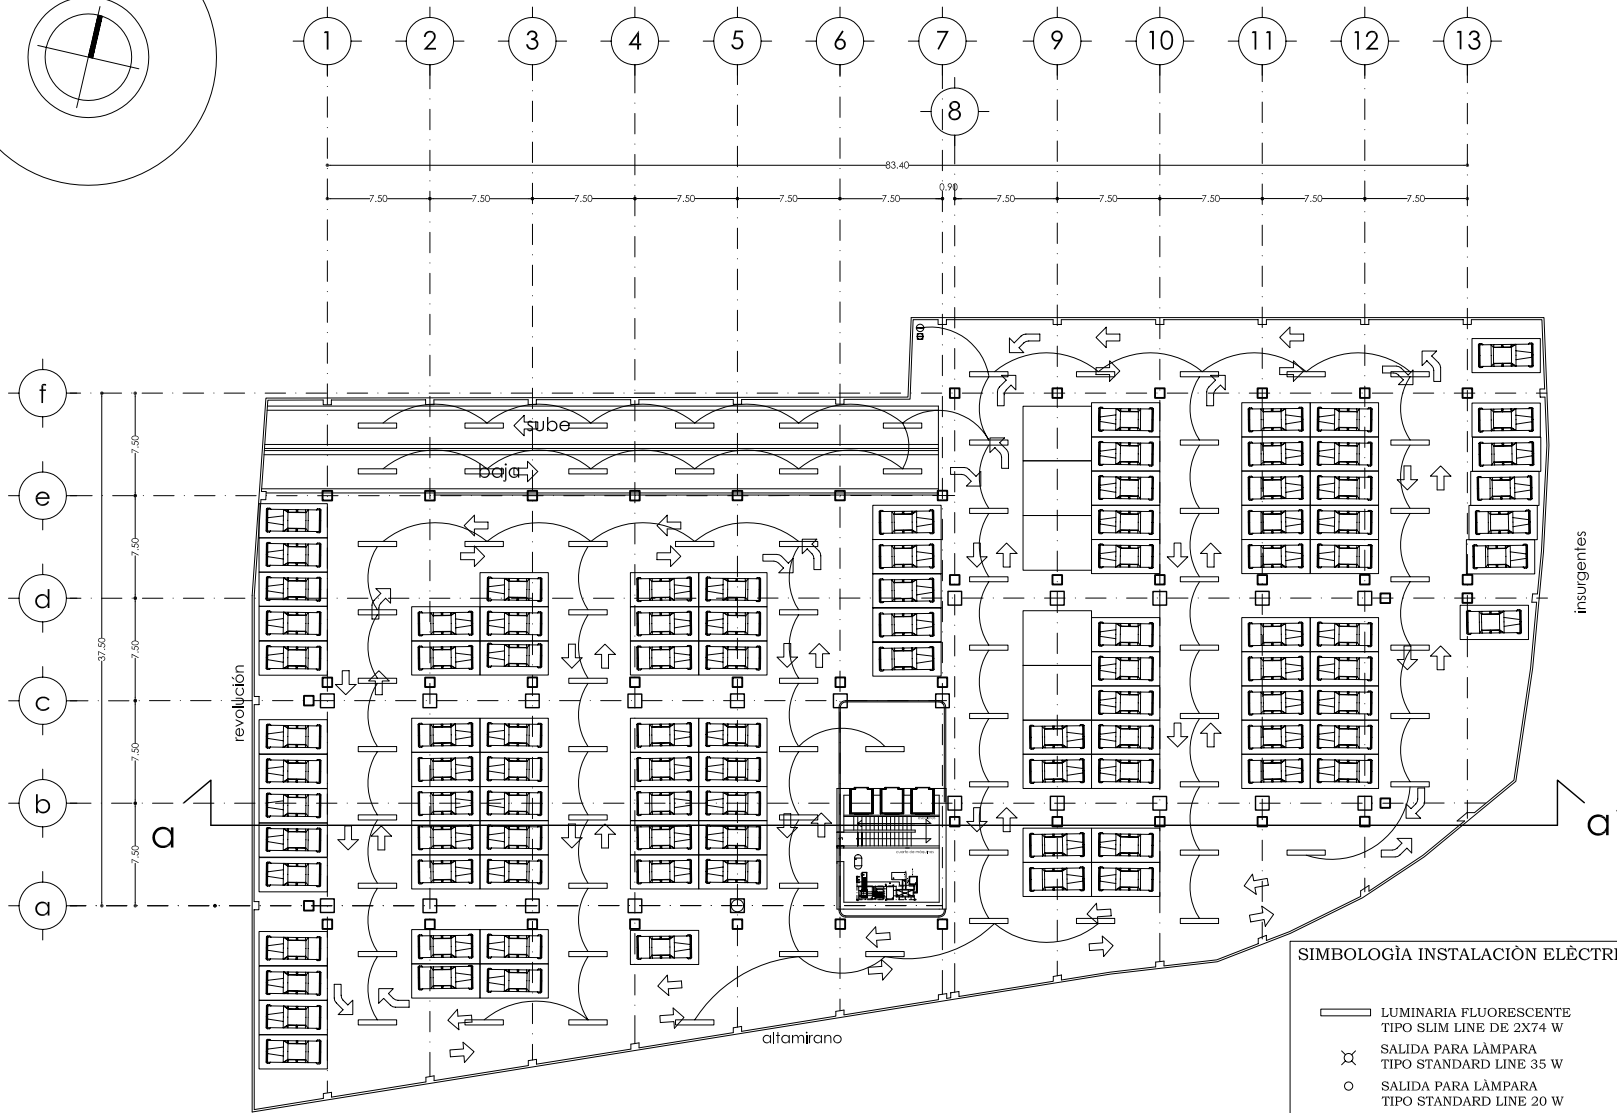 1 2 3 4 5 6 7 9 10 11 12 13
8
83.40
0.90
7.50 7.50 7.50 7.50 7.50 7.50 7.50 7.50 7.50 7.50 7.50
f
e
d
c
b
a
7.50
7.50
7.50
7.50
7.50
37.50
sube
baja
revolución
insurgentes
a
a
cuarto de máquinas
altamirano
SIMBOLOGÌA INSTALACIÒN ELÈCTRI
LUMINARIA FLUORESCENTE
TIPO SLIM LINE DE 2X74 W
SALIDA PARA LÀMPARA
TIPO STANDARD LINE 35 W
SALIDA PARA LÀMPARA
TIPO STANDARD LINE 20 W